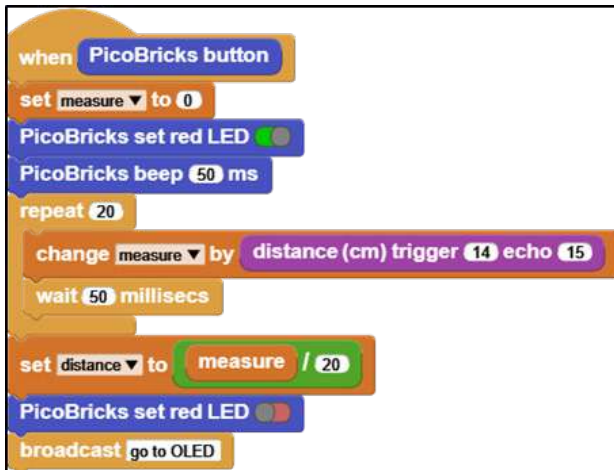 when PicoBricks button
set measure to 0
PicoBricks set red LED
PicoBricks beep 50 ms
repeat 20
change measure by distance (cm) trigger 14 echo 15
wait 50 millisecs
set distance to measure / 20
PicoBricks set red LED
broadcast go to OLED